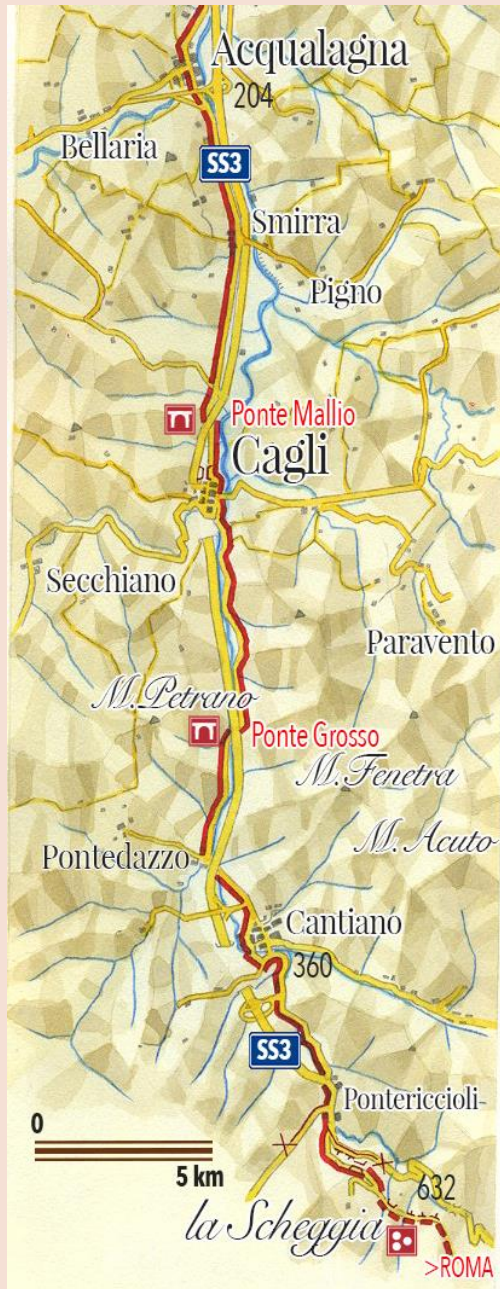 Acqualagna
204
Bellaria
SS3
Smirra
Pigno
Ponte Mallio
Cagli
Secchiano
Paravento
M. Petrano
Ponte Grosso
M. Fenetra
M. Acuto
Pontedazzo
Cantiano
360
SS3
Pontericcioli
0
5 km
632
la Scheggia
>ROMA